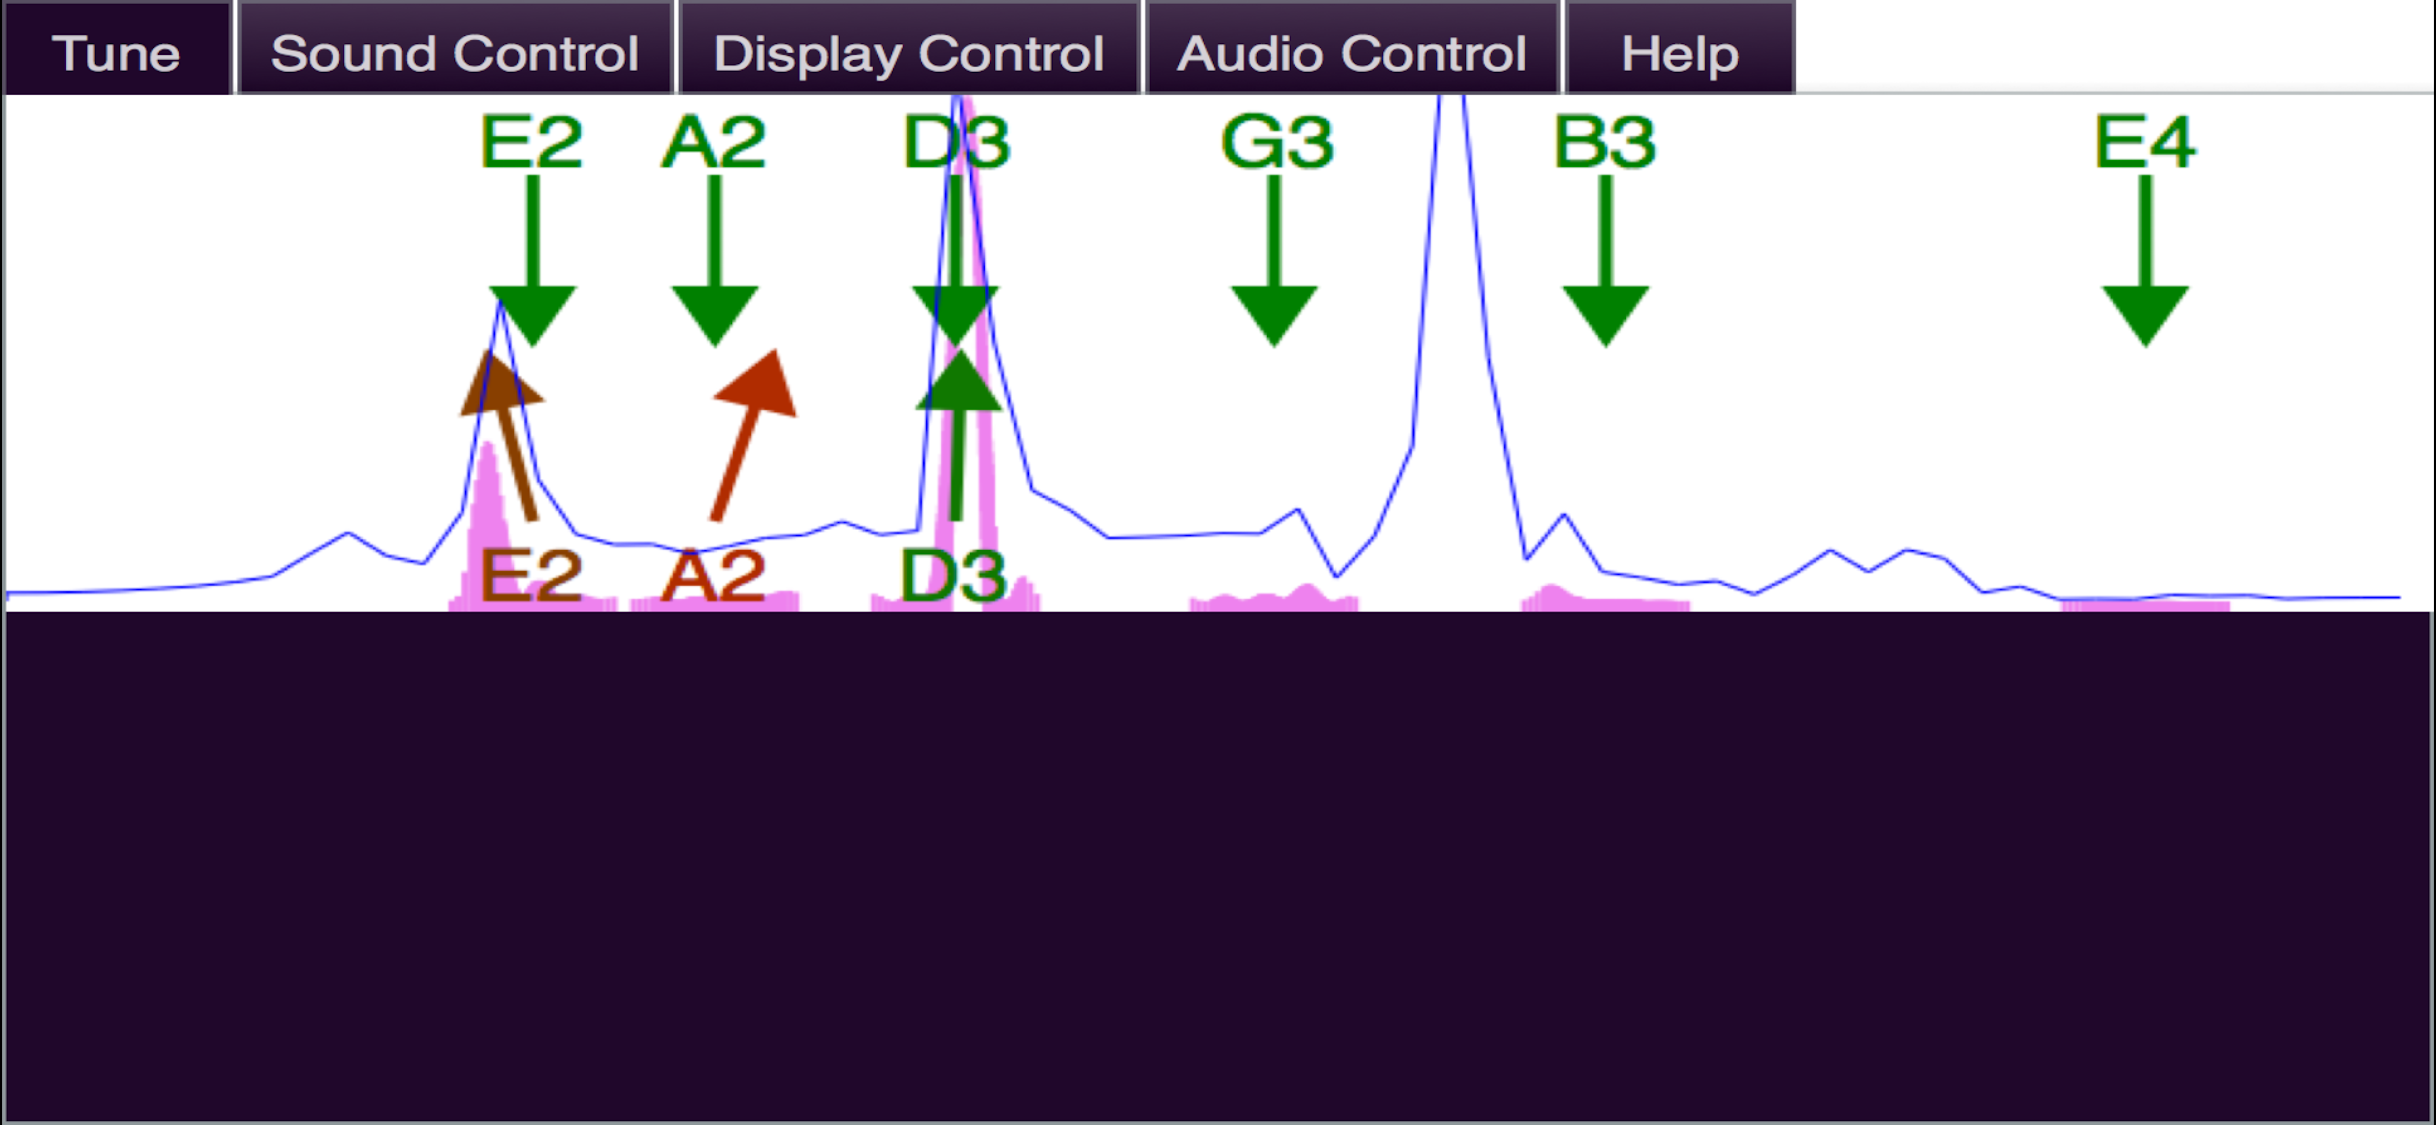 Tune Sound Control Display Control Audio Control Help
E2 A2 D3 G3 B3 E4
E2 A2 D3